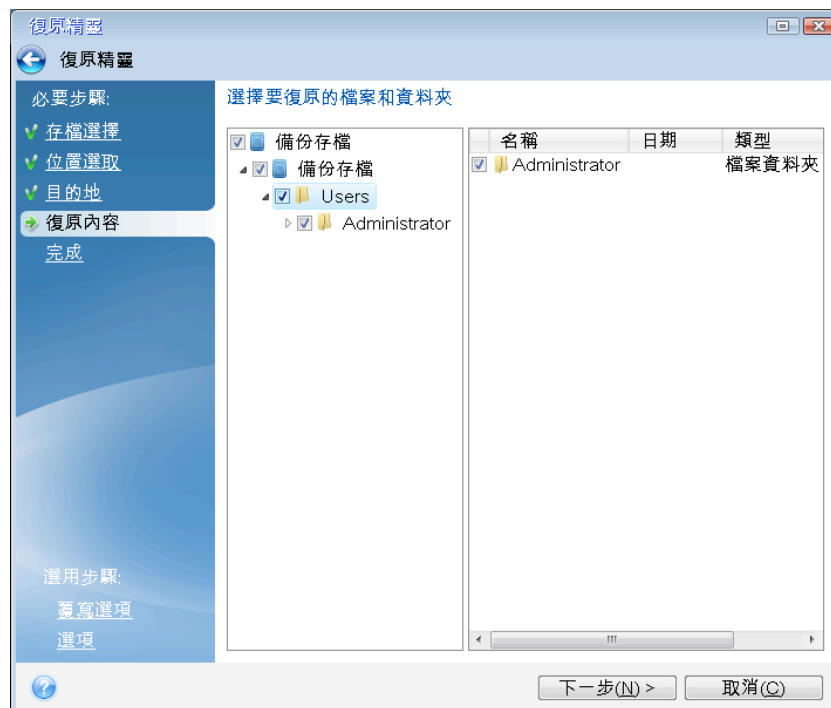 復原精靈
復原精靈
必要步驟:
存檔選擇
位置選取
目的地
復原內容
完成
選用步驟:
覆寫選項
選項
選擇要復原的檔案和資料夾
備份存檔
備份存檔
Users
Administrator
名稱 日期 類型
Administrator 檔案資料夾
下一步(N) > 取消(C)